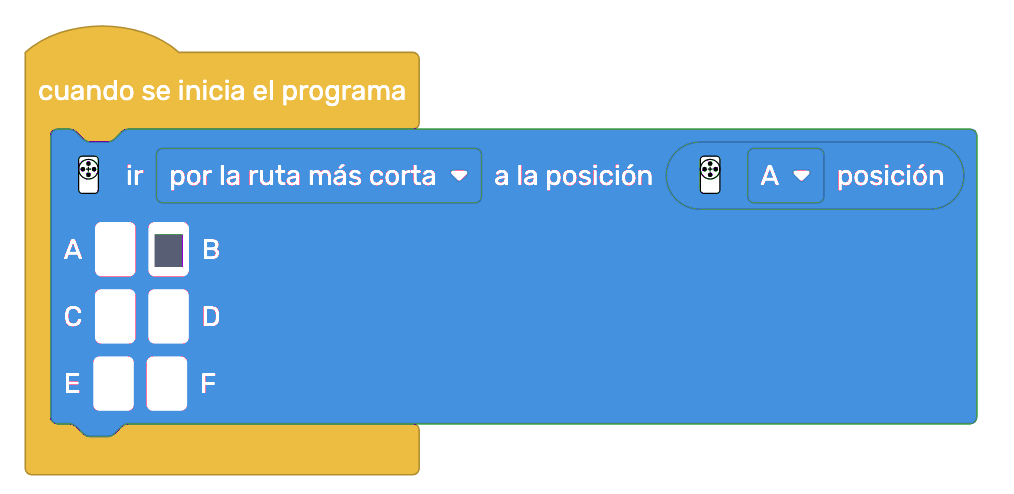 cuando se inicia el programa
ir por la ruta más corta a la posición A posición
A B
C D
E F